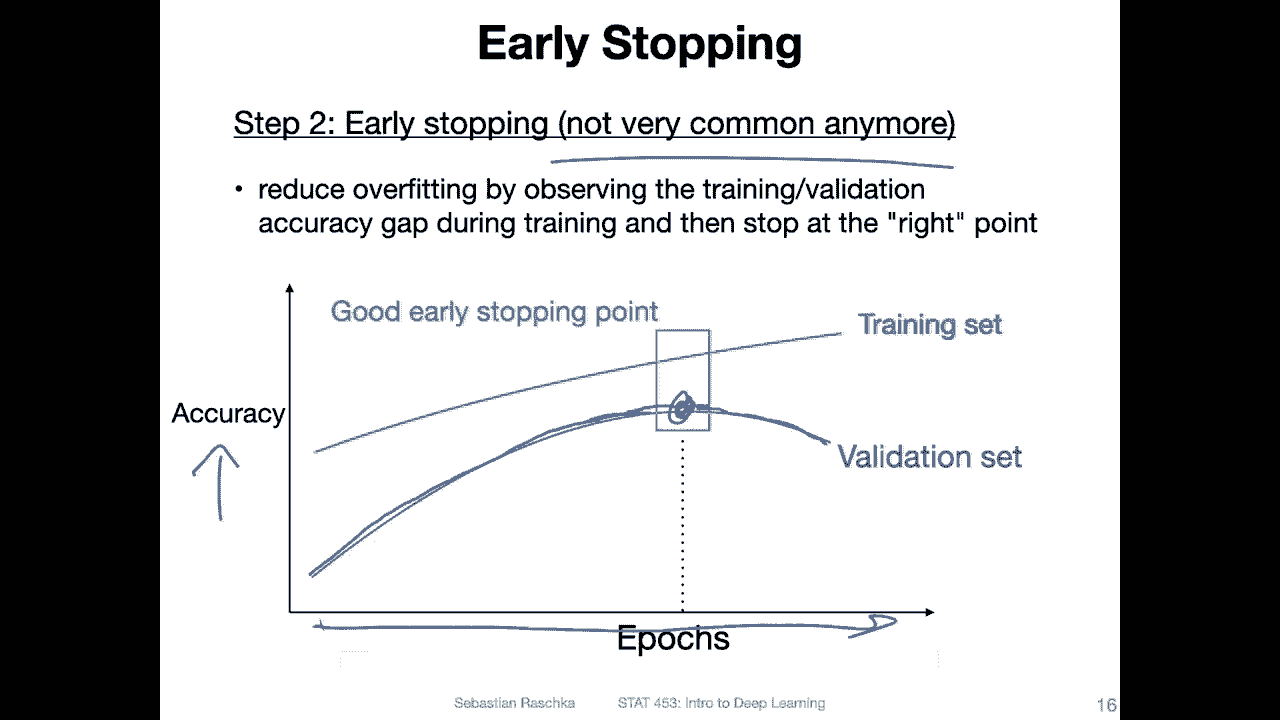 Early Stopping
Step 2: Early stopping (not very common anymore)
• reduce overfitting by observing the training/validation
accuracy gap during training and then stop at the "right" point
Good early stopping point
Training set
Accuracy
Validation set
Epochs
Sebastian Raschka STAT 453: Intro to Deep Learning 16